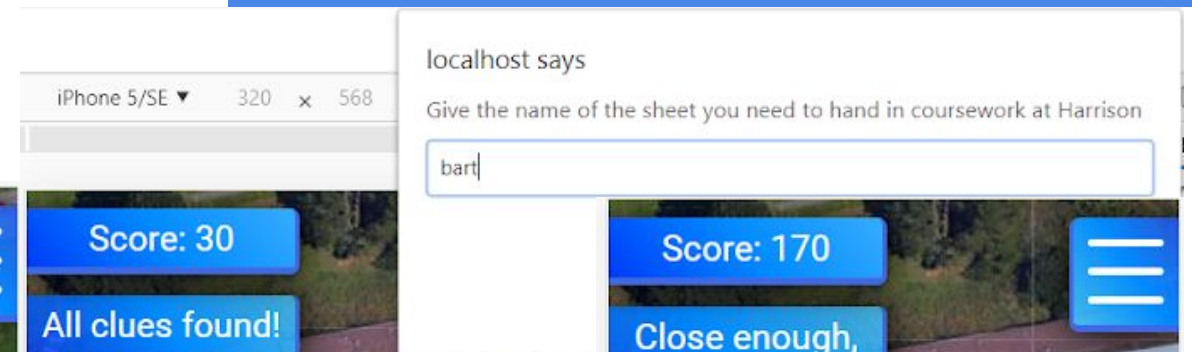 localhost says
iPhone 5/SE ▼ 320 × 568
Give the name of the sheet you need to hand in coursework at Harrison
bart
Score: 30
All clues found!
Score: 170
Close enough,